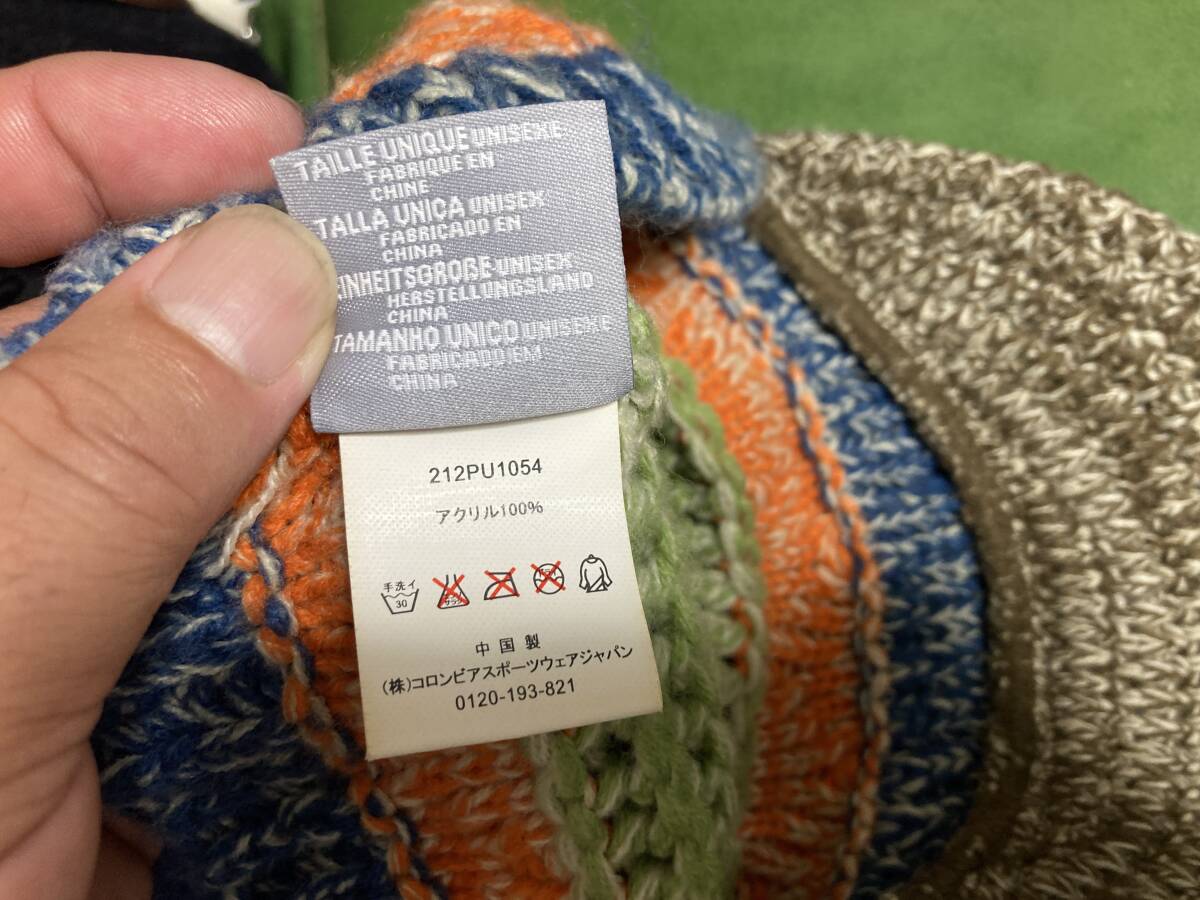 TAILLE UNIQUE UNISEXE
FABRIQUE EN
CHINE
TALLA UNICA UNISEX
FABRICADO EN
CHINA
EINHEITSGROBE UNISEX
HERSTELLUNGSLAND
CHINA
TAMANHO UNICO UNISEXE
FABRICADO EM
CHINA
212PU1054
アクリル100%
手洗イ
30
中国製
(株)コロンビアスポーツウェアジャパン
0120-193-821